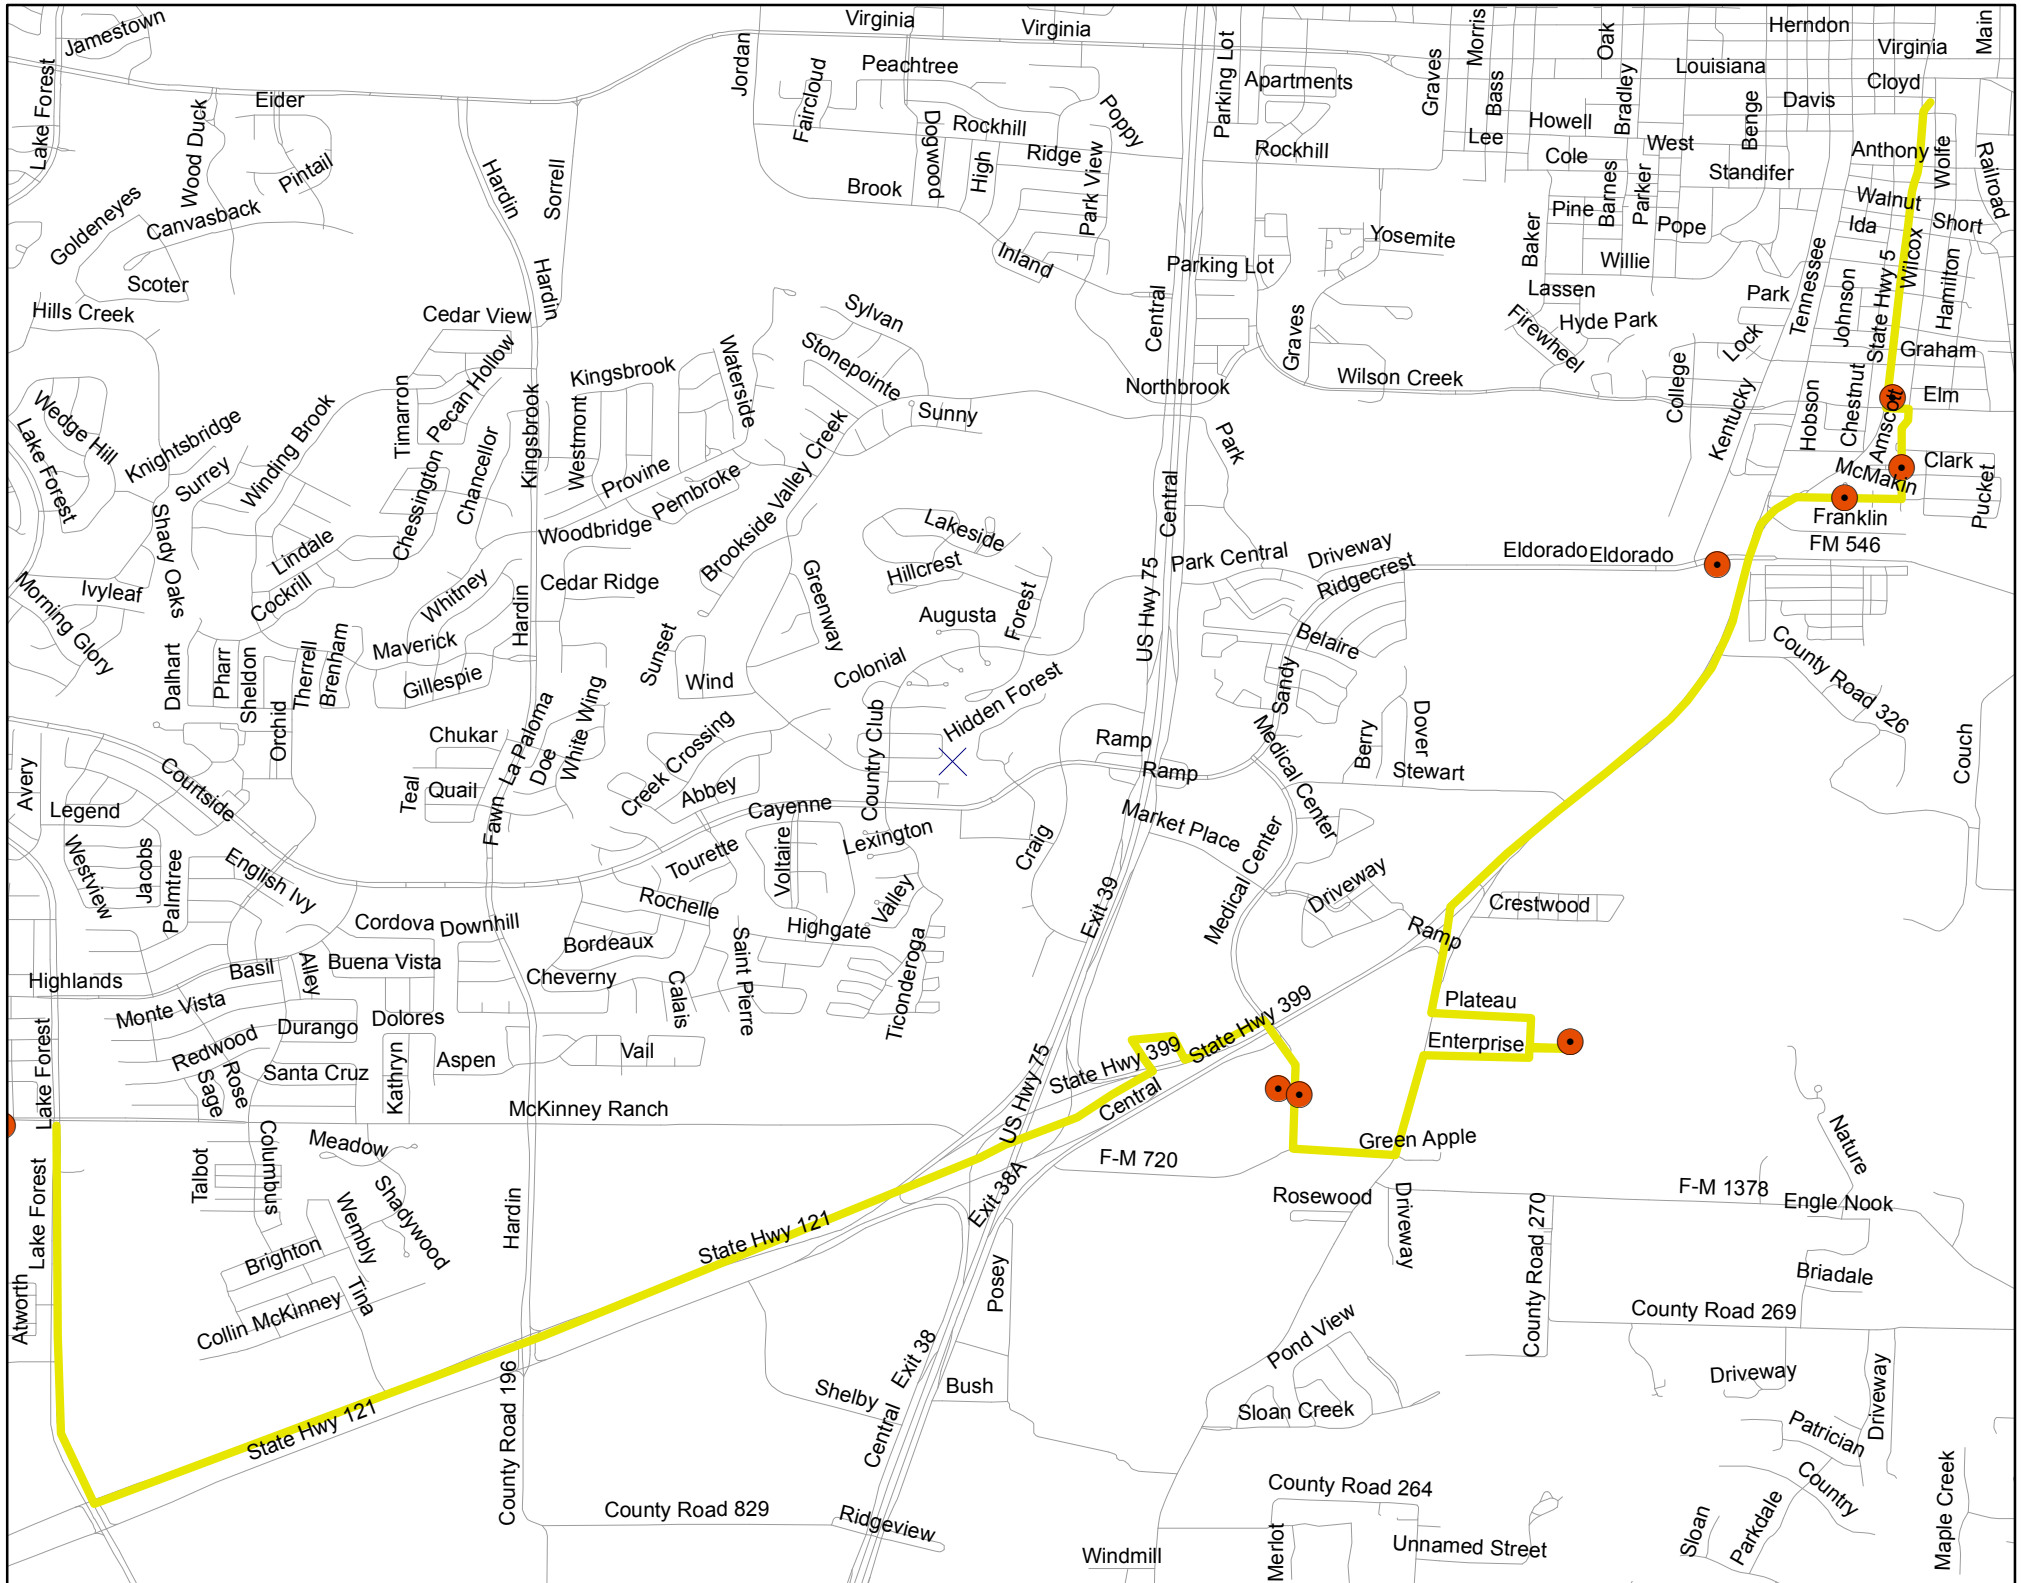 Jamestown
Virginia
Virginia
Herndon
Virginia
Main
Lake Forest
Jordan
Faircloud
Peachtree
Parking Lot
Apartments
Graves
Morris
Bass
Oak
Bradley
Louisiana
Cloyd
Davis
Benge
Eider
Wood Duck
Pintail
Dogwood
Rockhill
Poppy
High
Ridge
Rockhill
Lee
Howell
Cole
West
Standifer
Anthony
Wolfe
Railroad
Hardin
Sorrell
Brook
Park View
Goldeneyes
Canvasback
Scoter
Inland
Parking Lot
Yosemite
Baker
Pine
Barnes
Parker
Pope
Willie
Walnut
Ida
Short
Wilcox
Hills Creek
Hardin
Cedar View
Sylvan
Stonepointe
Central
Graves
Lassen
Hyde Park
Firewheel
Park
Lock
Tennessee
Johnson
State Hwy 5
Hamilton
Graham
Wedge Hill
Lake Forest
Knightsbridge
Surrey
Winding Brook
Timarron
Pecan Hollow
Chessington
Chancellor
Kingsbrook
Westmont
Kingsbrook
Waterside
Provine
Pembroke
Woodbridge
Brookside Valley Creek
Sunny
Northbrook
Wilson Creek
College
Kentucky
Hobson
Chestnut
Amscott
Elm
Park
Central
McMakin
Clark
Pucket
Franklin
FM 546
Shady Oaks
Lindale
Cockrill
Ivyleaf
Morning Glory
Whitney
Cedar Ridge
Hardin
Maverick
Gillespie
Lakeside
Hillcrest
Greenway
Augusta
Forest
US Hwy 75
Park Central
Driveway
Ridgecrest
Eldorado
Eldorado
Belaire
Sandy
County Road 326
Dalhart
Pharr
Sheldon
Orchid
Therrell
Brenham
Sunset
Wind
Colonial
Country Club
Hidden Forest
Chukar
La Paloma
Doe
White Wing
Creek Crossing
Teal
Quail
Fawn
Abbey
Cayenne
Ramp
Ramp
Medical Center
Berry
Dover
Stewart
Couch
Avery
Legend
Courtside
Westview
Jacobs
Palmtree
English Ivy
Tourette
Voltaire
Lexington
Craig
Market Place
Medical Center
Driveway
Crestwood
Ramp
Rochelle
Valley
Highgate
Exit 39
Cordova
Downhill
Bordeaux
Saint Pierre
Ticonderoga
Highlands
Basil
Alley
Buena Vista
Cheverny
Calais
Monte Vista
Durango
Dolores
Plateau
Enterprise
Lake Forest
Redwood
Sage
Rose
Santa Cruz
Kathryn
Aspen
Vail
US Hwy 75
State Hwy 399
State Hwy 399
Central
McKinney Ranch
Green Apple
F-M 720
Nature
Meadow
Talbot
Columbus
Lake Forest
Shadywood
Wembly
Hardin
Exit 38A
Rosewood
Driveway
F-M 1378
Engle Nook
County Road 270
Brighton
Tina
State Hwy 121
Posey
Briadale
Atworth
Collin McKinney
Pond View
County Road 269
State Hwy 121
County Road 196
Shelby
Exit 38
Central
Bush
Sloan Creek
Driveway
Driveway
Patrician
Country
County Road 829
Ridgeview
County Road 264
Windmill
Merlot
Unnamed Street
Sloan
Parkdale
Maple Creek